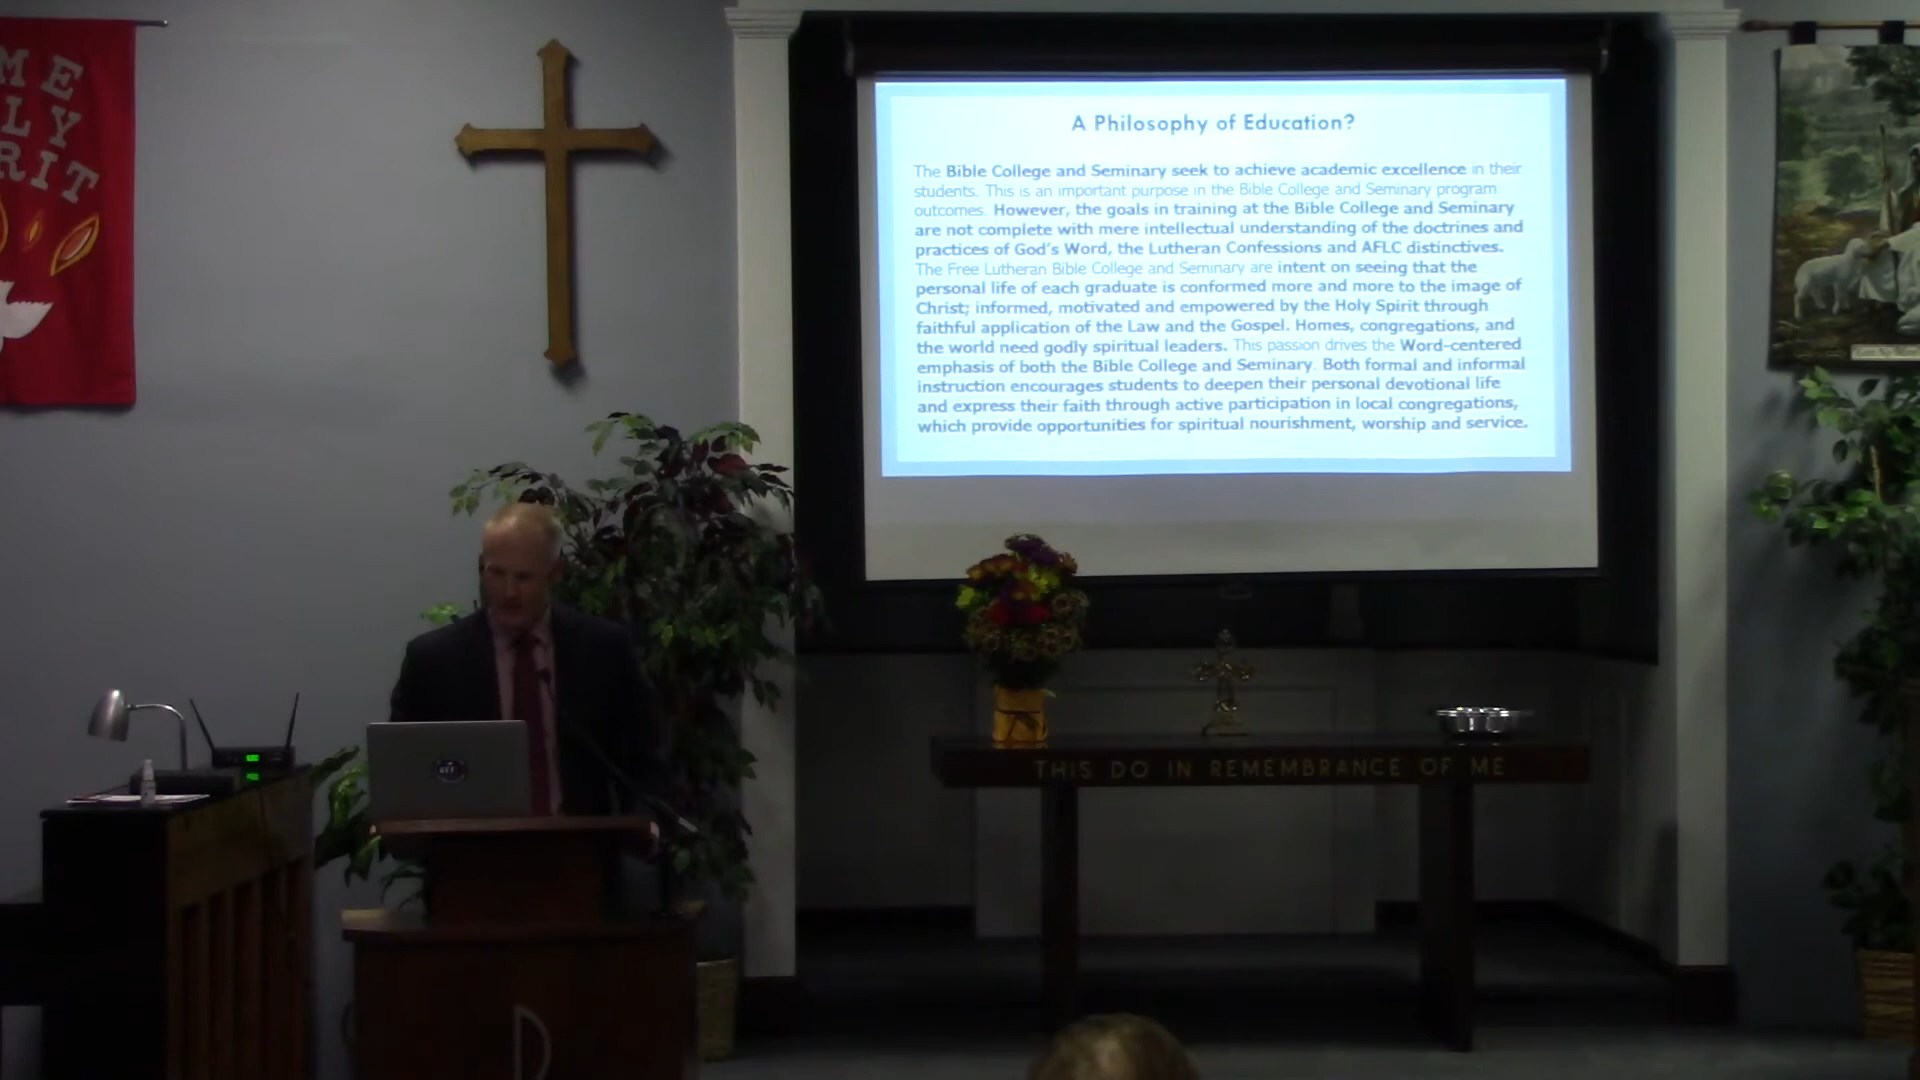 ME
LY
RIT
A Philosophy of Education?
The Bible College and Seminary seek to achieve academic excellence in their
students. This is an important purpose in the Bible College and Seminary program
outcomes. However, the goals in training at the Bible College and Seminary
are not complete with mere intellectual understanding of the doctrines and
practices of God's Word, the Lutheran Confessions and AFLC distinctives.
The Free Lutheran Bible College and Seminary are intent on seeing that the
personal life of each graduate is conformed more and more to the image of
Christ; informed, motivated and empowered by the Holy Spirit through
faithful application of the Law and the Gospel. Homes, congregations, and
the world need godly spiritual leaders. This passion drives the Word-centered
emphasis of both the Bible College and Seminary. Both formal and informal
instruction encourages students to deepen their personal devotional life
and express their faith through active participation in local congregations,
which provide opportunities for spiritual nourishment, worship and service.
THIS DO IN REMEMBRANCE OF ME